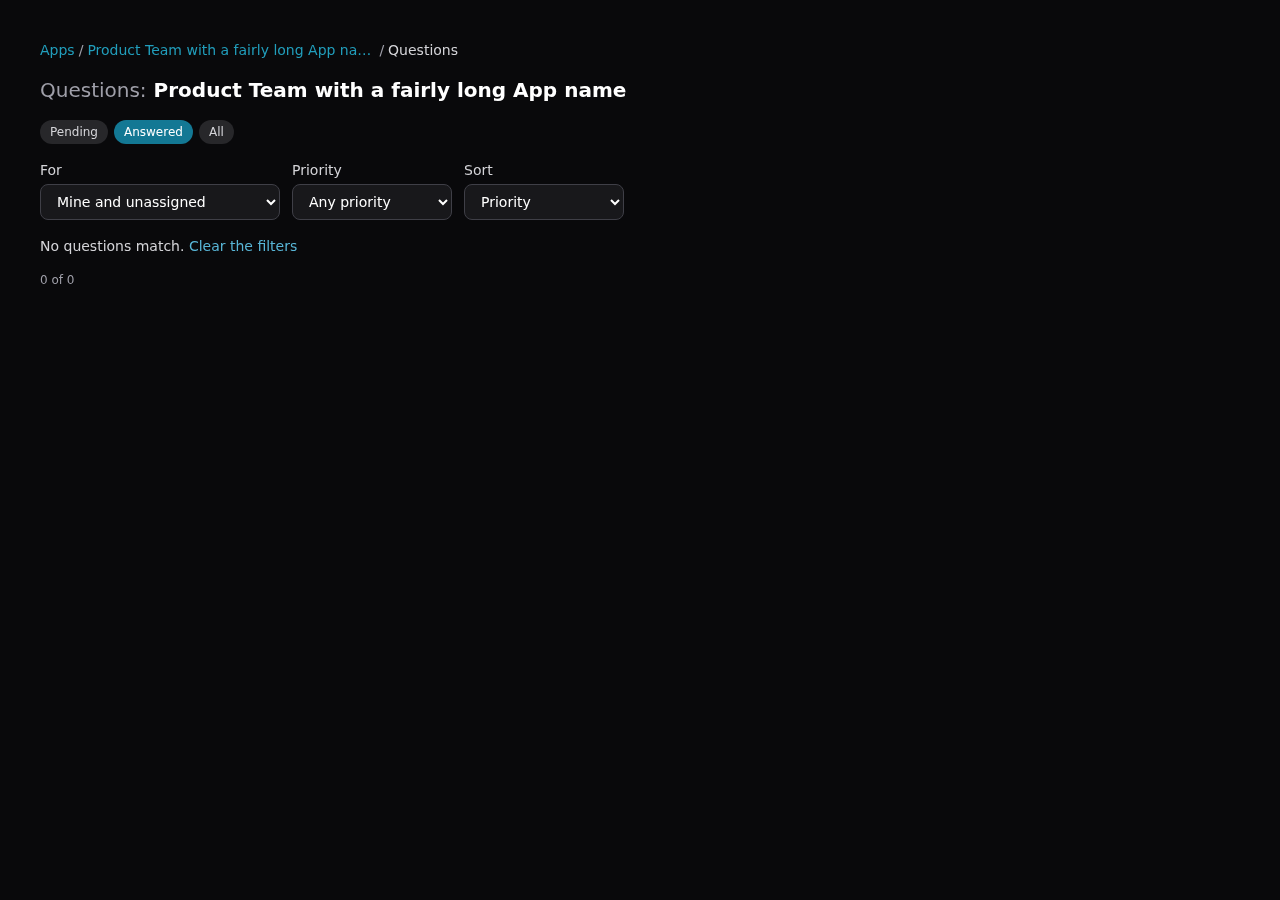 Apps / Product Team with a fairly long App na… / Questions
Questions: Product Team with a fairly long App name
Pending Answered All
For Priority Sort
Mine and unassigned Any priority Priority
No questions match. Clear the filters
0 of 0